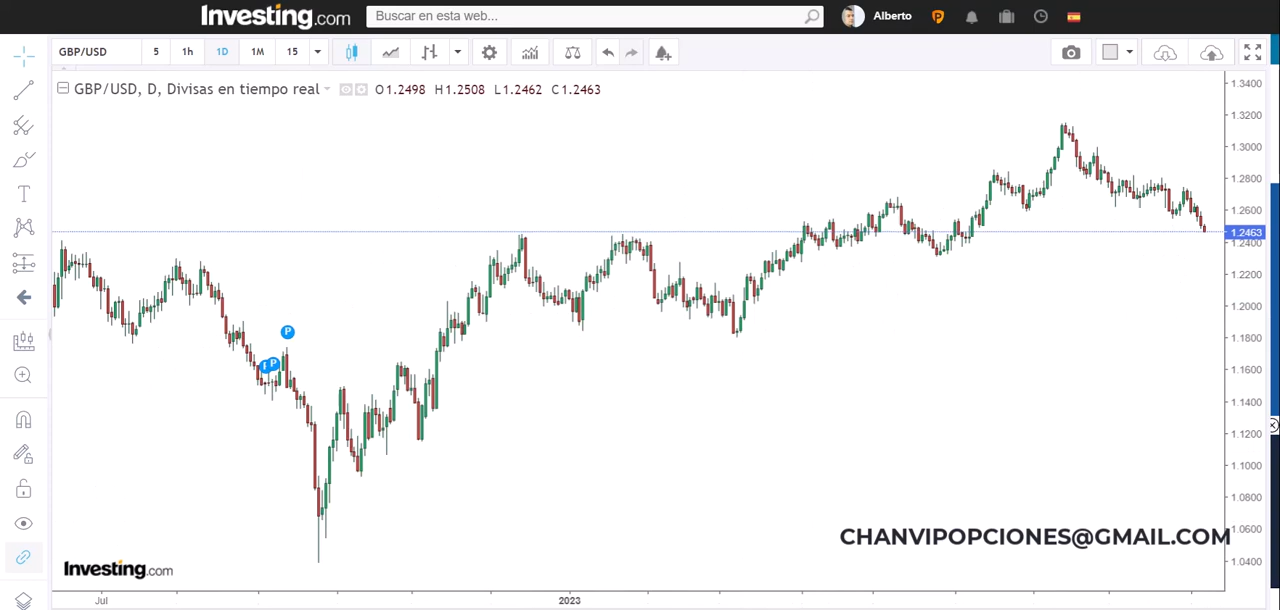 Investing.com
Buscar en esta web...
Alberto
GBP/USD 5 1h 1D 1M 15
GBP/USD, D, Divisas en tiempo real O1.2498 H1.2508 L1.2462 C1.2463
1.3400
1.3200
1.3000
1.2800
1.2600
1.2463
1.2400
1.2200
1.2000
1.1800
1.1600
1.1400
1.1200
1.1000
1.0800
1.0600
1.0400
P
P
CHANVIPOPCIONES@GMAIL.COM
Investing.com
Jul 2023